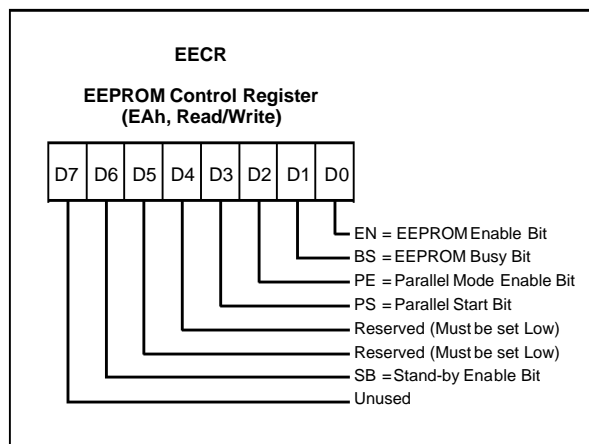 EECR
EEPROM Control Register
(EAh, Read/Write)
D7 D6 D5 D4 D3 D2 D1 D0
EN = EEPROM Enable Bit
BS = EEPROM Busy Bit
PE = Parallel Mode Enable Bit
PS = Parallel Start Bit
Reserved (Must be set Low)
Reserved (Must be set Low)
SB = Stand-by Enable Bit
Unused